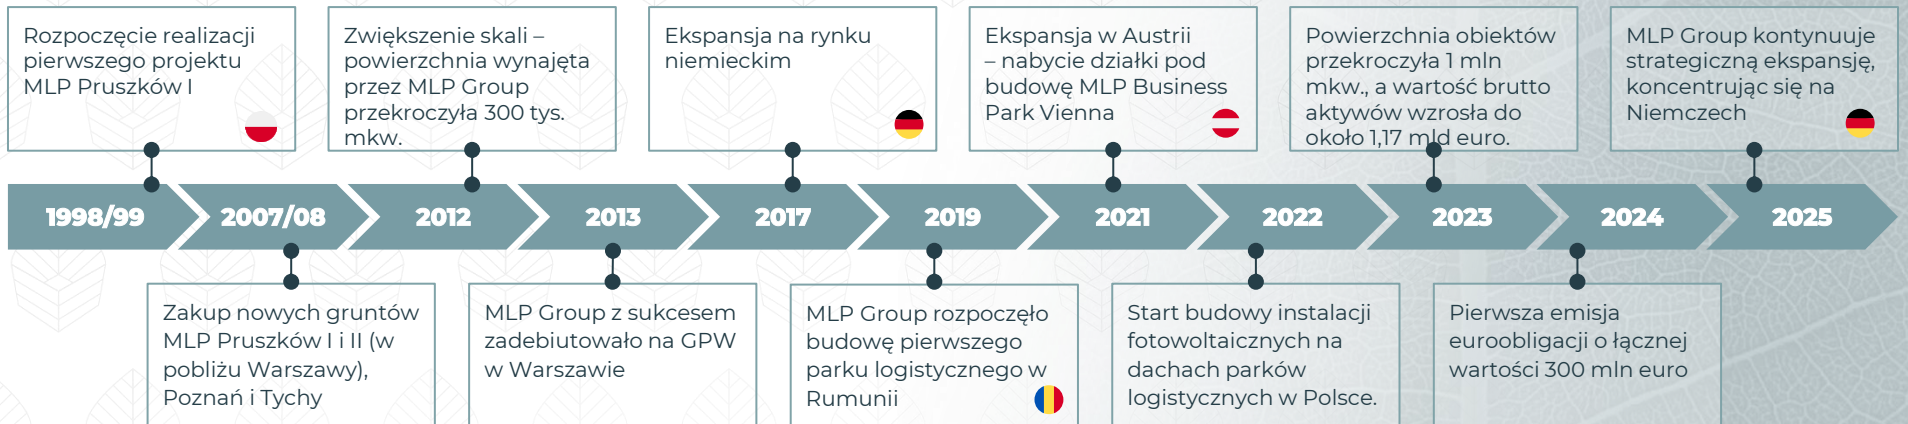 Rozpoczęcie realizacji
pierwszego projektu
MLP Pruszków I
Zwiększenie skali –
powierzchnia wynajęta
przez MLP Group
przekroczyła 300 tys.
mkw.
Ekspansja na rynku
niemieckim
Ekspansja w Austrii
– nabycie działki pod
budowę MLP Business
Park Vienna
Powierzchnia obiektów
przekroczyła 1 mln
mkw., a wartość brutto
aktywów wzrosła do
około 1,17 mld euro.
MLP Group kontynuuje
strategiczną ekspansję,
koncentrując się na
Niemczech
1998/99
2007/08
2012
2013
2017
2019
2021
2022
2023
2024
2025
Zakup nowych gruntów
MLP Pruszków I i II (w
pobliżu Warszawy),
Poznań i Tychy
MLP Group z sukcesem
zadebiutowało na GPW
w Warszawie
MLP Group rozpoczęło
budowę pierwszego
parku logistycznego w
Rumunii
Start budowy instalacji
fotowoltaicznych na
dachach parków
logistycznych w Polsce.
Pierwsza emisja
euroobligacji o łącznej
wartości 300 mln euro